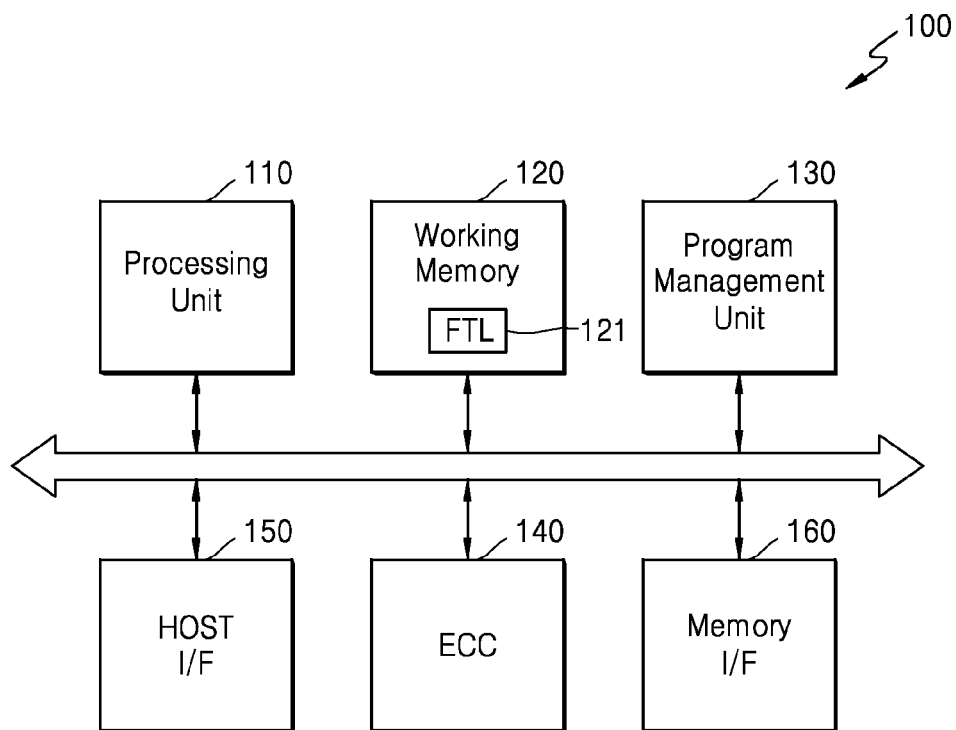 100
110
120
130
Processing
Unit
Working
Memory
FTL
121
Program
Management
Unit
150
140
160
HOST
I/F
ECC
Memory
I/F